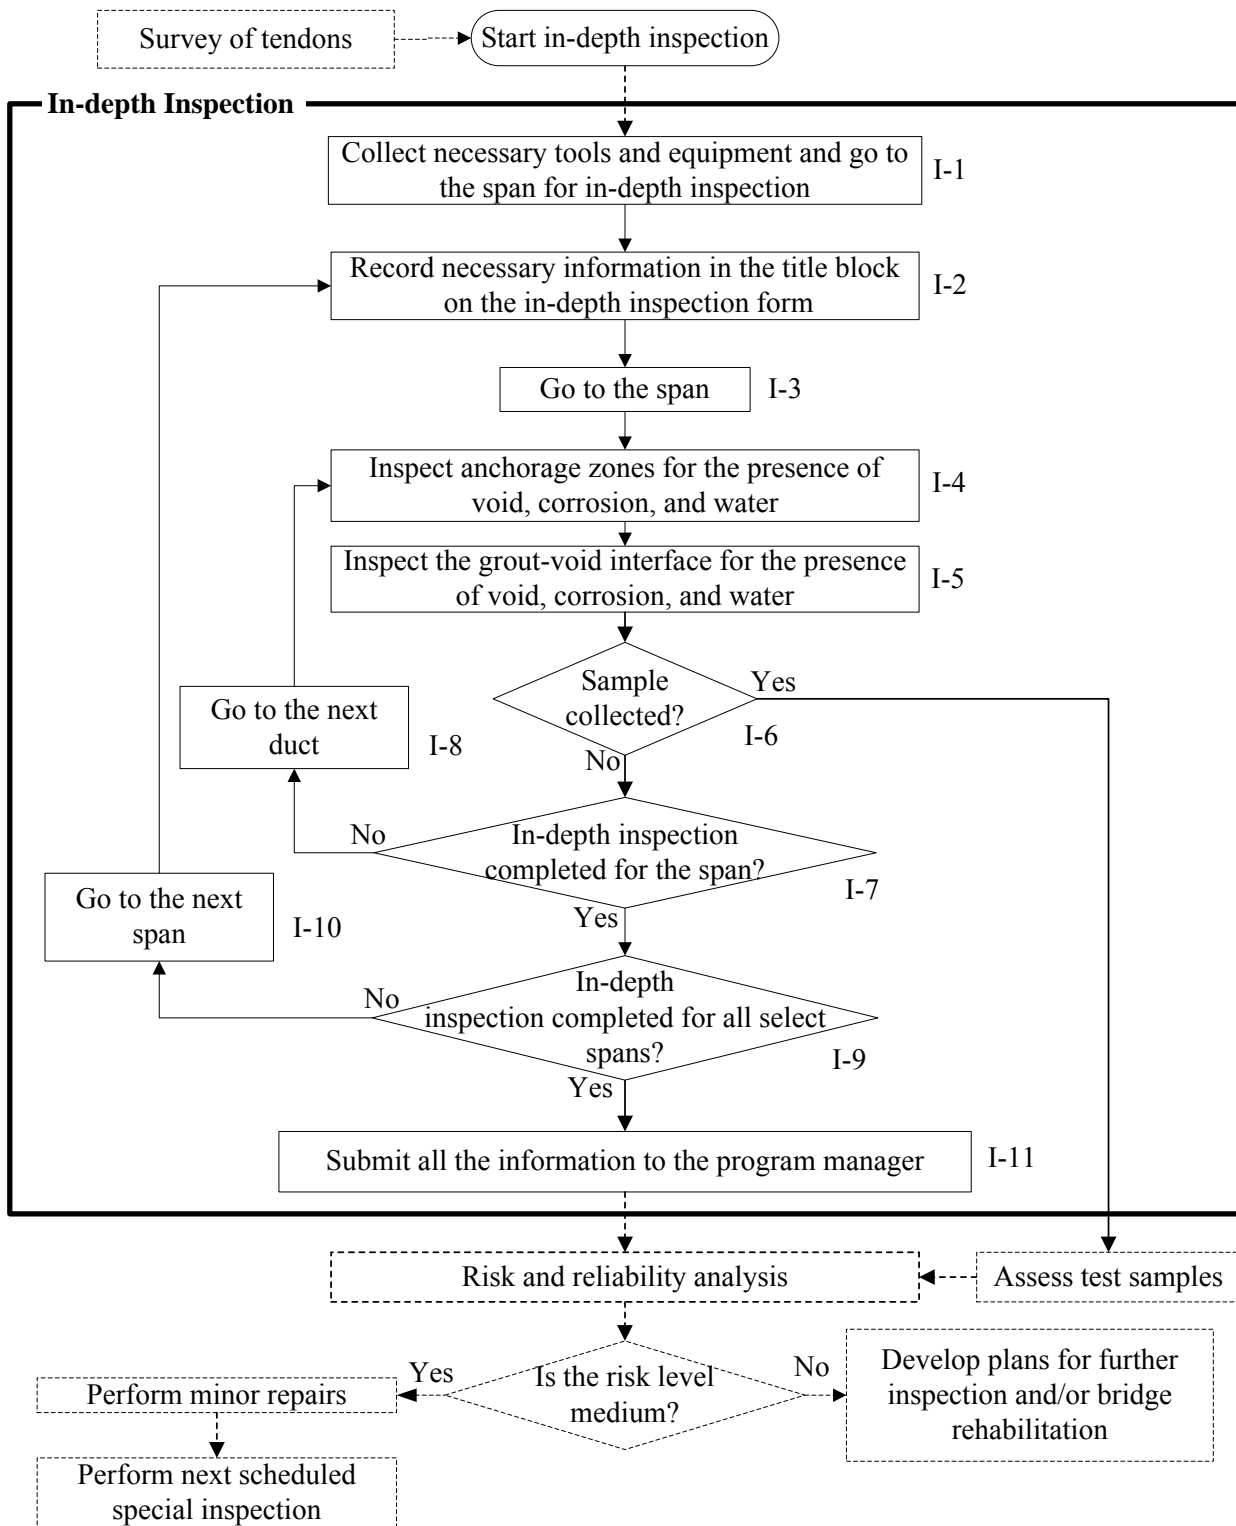 Survey of tendons
Start in-depth inspection
In-depth Inspection
Collect necessary tools and equipment and go to
the span for in-depth inspection
I-1
Record necessary information in the title block
on the in-depth inspection form
I-2
Go to the span
I-3
Inspect anchorage zones for the presence of
void, corrosion, and water
I-4
Inspect the grout-void interface for the presence
of void, corrosion, and water
I-5
Sample
collected?
Yes
I-6
No
Go to the next
duct
I-8
No
In-depth inspection
completed for the span?
I-7
Yes
Go to the next
span
I-10
No
In-depth
inspection completed for all select
spans?
I-9
Yes
Submit all the information to the program manager
I-11
Risk and reliability analysis
Assess test samples
Is the risk level
medium?
Yes
No
Perform minor repairs
Develop plans for further
inspection and/or bridge
rehabilitation
Perform next scheduled
special inspection